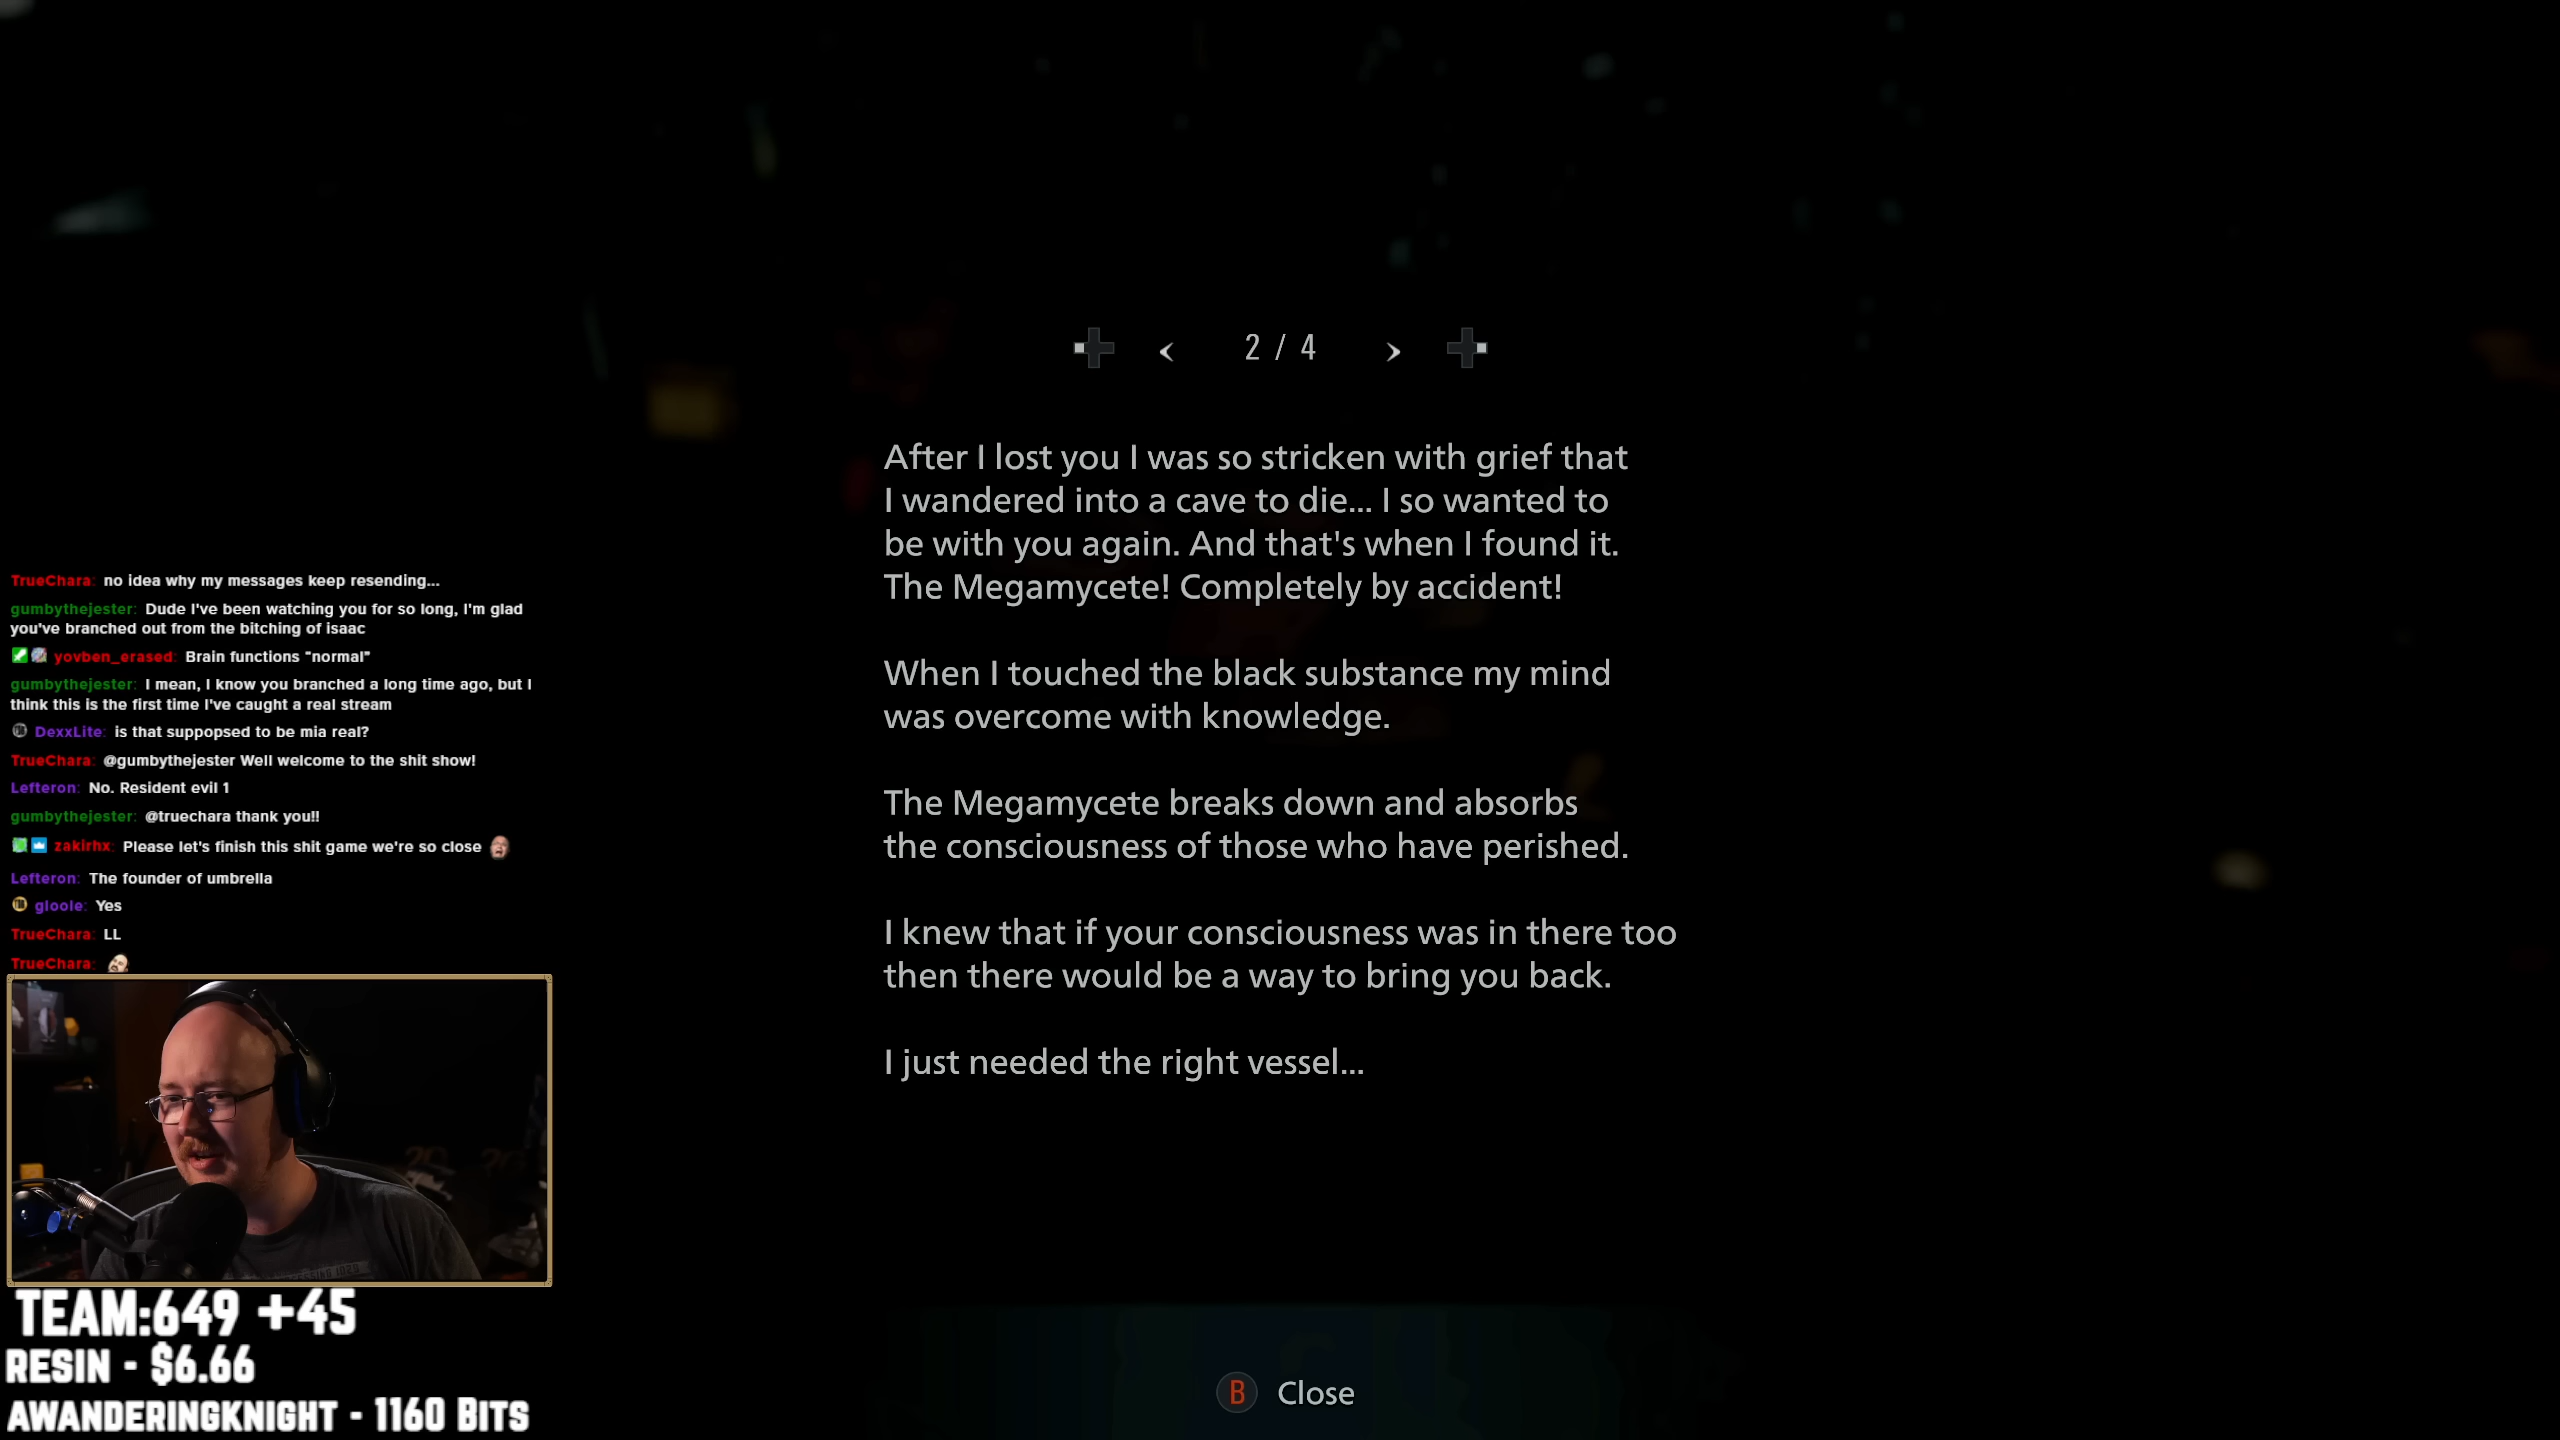 2 / 4
After I lost you I was so stricken with grief that
I wandered into a cave to die... I so wanted to
be with you again. And that's when I found it.
The Megamycete! Completely by accident!
When I touched the black substance my mind
was overcome with knowledge.
The Megamycete breaks down and absorbs
the consciousness of those who have perished.
I knew that if your consciousness was in there too
then there would be a way to bring you back.
I just needed the right vessel...
B Close
TrueChara: no idea why my messages keep resending...
gumbythejester: Dude I've been watching you for so long, I'm glad
you've branched out from the bitching of isaac
yovben_erased: Brain functions "normal"
gumbythejester: I mean, I know you branched a long time ago, but I
think this is the first time I've caught a real stream
DexxLite: is that suppopsed to be mia real?
TrueChara: @gumbythejester Well welcome to the shit show!
Lefteron: No. Resident evil 1
gumbythejester: @truechara thank you!!
zakirhx: Please let's finish this shit game we're so close
Lefteron: The founder of umbrella
gloole: Yes
TrueChara: LL
TrueChara:
TEAM:649 +45
RESIN - $6.66
AWANDERINGKNIGHT - 1160 BITS